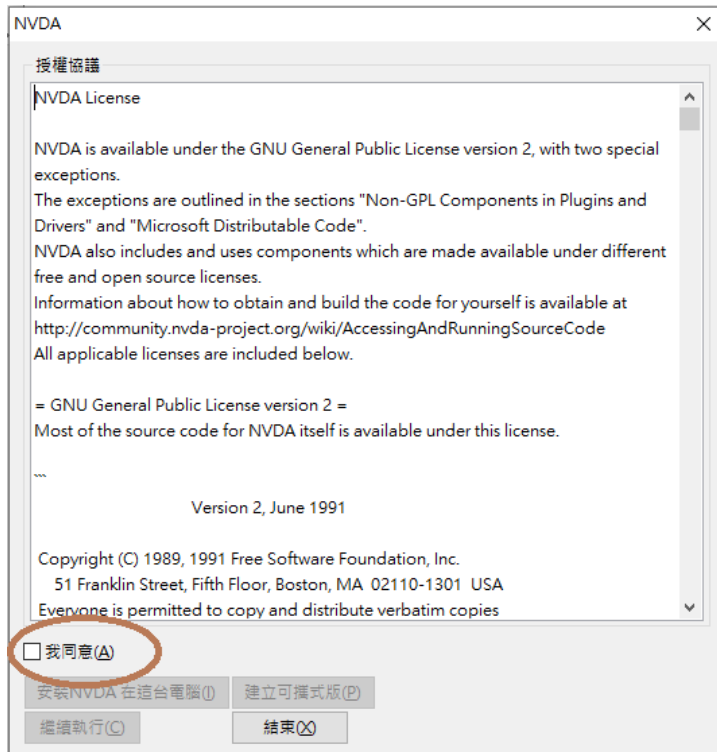 NVDA
授權協議
NVDA License
NVDA is available under the GNU General Public License version 2, with two special
exceptions.
The exceptions are outlined in the sections "Non-GPL Components in Plugins and
Drivers" and "Microsoft Distributable Code".
NVDA also includes and uses components which are made available under different
free and open source licenses.
Information about how to obtain and build the code for yourself is available at
http://community.nvda-project.org/wiki/AccessingAndRunningSourceCode
All applicable licenses are included below.
= GNU General Public License version 2 =
Most of the source code for NVDA itself is available under this license.
```
Version 2, June 1991
Copyright (C) 1989, 1991 Free Software Foundation, Inc.
51 Franklin Street, Fifth Floor, Boston, MA 02110-1301 USA
Everyone is permitted to copy and distribute verbatim copies
我同意(A)
安裝NVDA 在這台電腦(I) 建立可攜式版(P)
繼續執行(C) 結束(X)